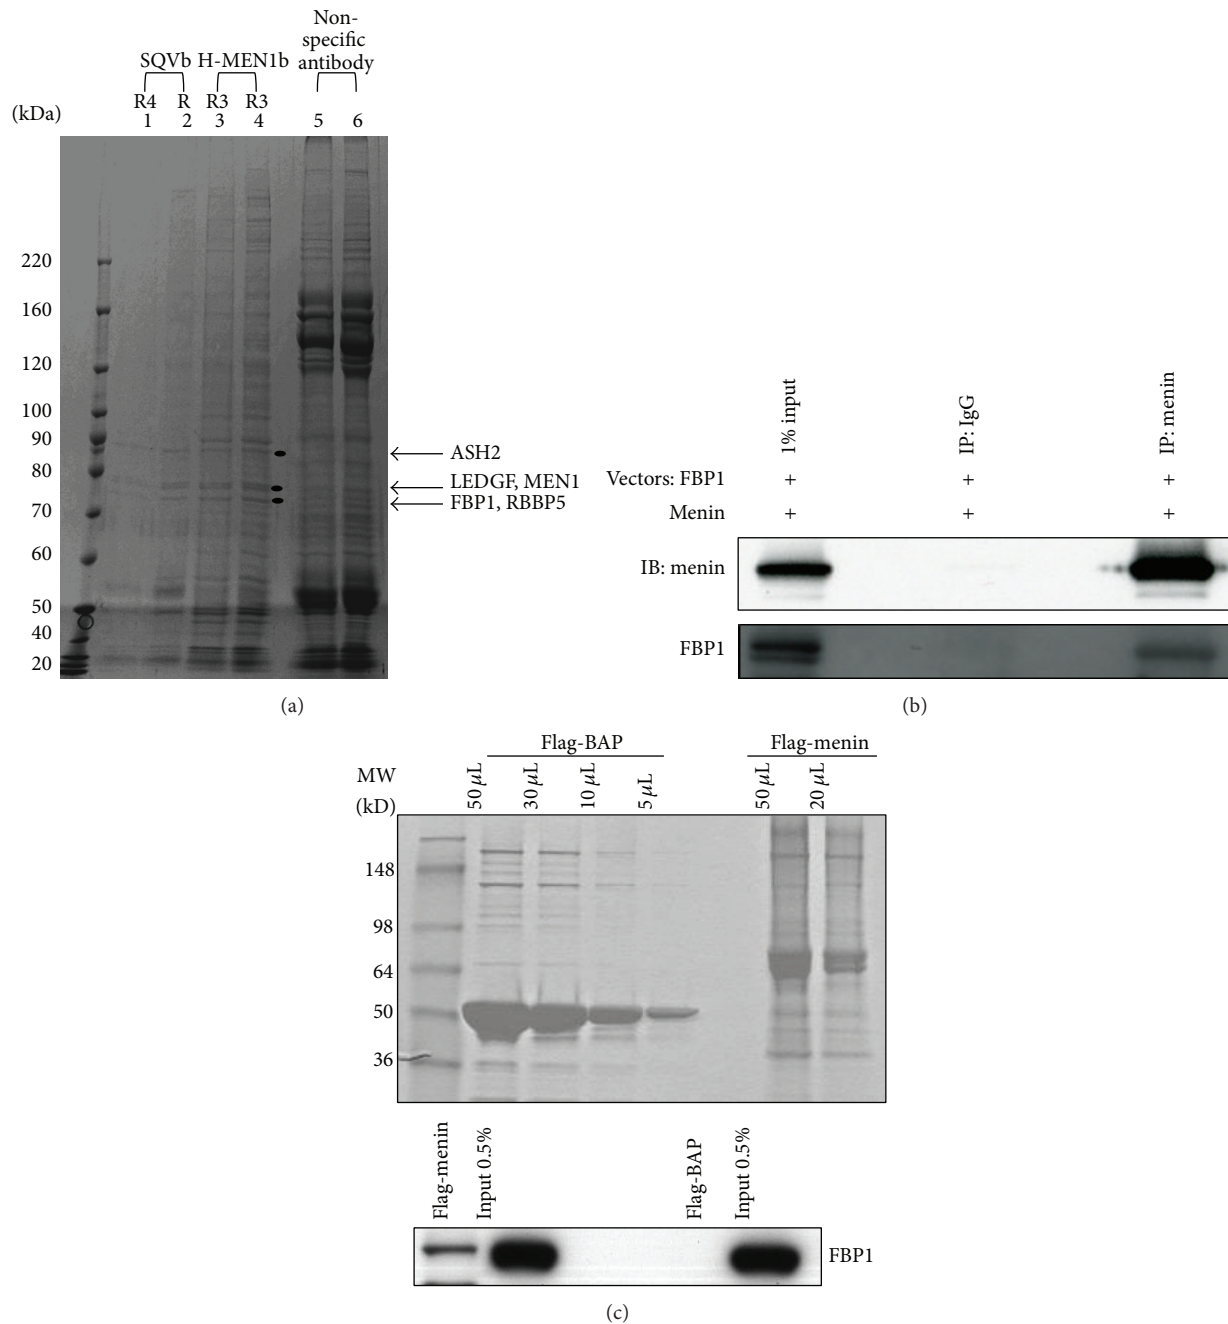 Non-
specific
antibody
SQVb H-MEN1b
R4 R R3 R3
(kDa) 1 2 3 4 5 6
220
160
120
100
90
80
70
60
50
40
20
ASH2
LEDGF, MEN1
FBP1, RBBP5
(a)
1% input
IP: IgG
IP: menin
Vectors: FBP1 + + +
Menin + + +
IB: menin
FBP1
(b)
Flag-BAP Flag-menin
MW
(kD)
50 μL 30 μL 10 μL 5 μL 50 μL 20 μL
148
98
64
50
36
Flag-menin
Input 0.5%
Flag-BAP
Input 0.5%
FBP1
(c)